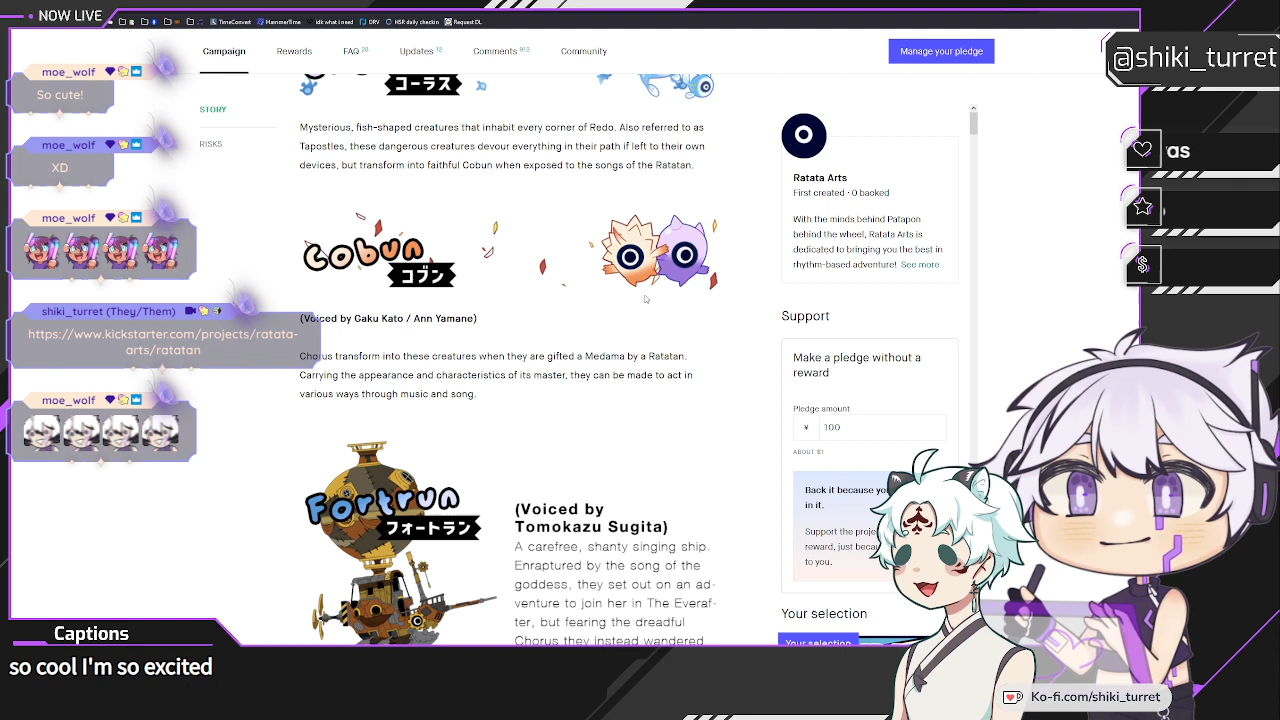 NOW LIVE
TimeConvert
HammerTime
idk what i need
DRV
HSR daily checkin
Request DL
Campaign
Rewards
FAQ 28
Updates 12
Comments 912
Community
Manage your pledge
@shiki_turret
moe_wolf
So cute!
moe_wolf
XD
moe_wolf
shiki_turret (They/Them)
https://www.kickstarter.com/projects/ratata-
arts/ratatan
moe_wolf
STORY
RISKS
コーラス
Mysterious, fish-shaped creatures that inhabit every corner of Redo. Also referred to as
Tapostles, these dangerous creatures devour everything in their path if left to their own
devices, but transform into faithful Cobun when exposed to the songs of the Ratatan.
Cobun
コブン
(Voiced by Gaku Kato / Ann Yamane)
Chorus transform into these creatures when they are gifted a Medama by a Ratatan.
Carrying the appearance and characteristics of its master, they can be made to act in
various ways through music and song.
Fortrun
フォートラン
(Voiced by
Tomokazu Sugita)
A carefree, shanty singing ship.
Enraptured by the song of the
goddess, they set out on an ad-
venture to join her in The Everaf-
ter, but fearing the dreadful
Chorus they instead wandered
Ratata Arts
First created · 0 backed
With the minds behind Patapon
behind the wheel, Ratata Arts is
dedicated to bringing you the best in
rhythm-based adventure! See more
Support
Make a pledge without a
reward
Pledge amount
¥ 100
ABOUT $1
Back it because you
in it.
Support the proje
reward, just beca
to you.
Your selection
Your selection
as
$
Captions
so cool I'm so excited
Ko-fi.com/shiki_turret